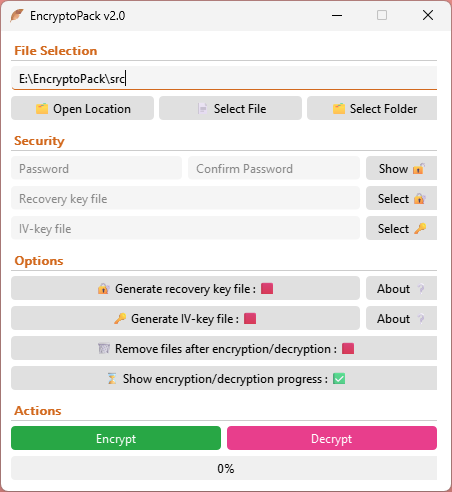 EncryptoPack v2.0
File Selection
E:\EncryptoPack\src
Open Location Select File Select Folder
Security
Password Confirm Password Show
Recovery key file Select
IV-key file Select
Options
Generate recovery key file : About
Generate IV-key file : About
Remove files after encryption/decryption :
Show encryption/decryption progress :
Actions
Encrypt Decrypt
0%